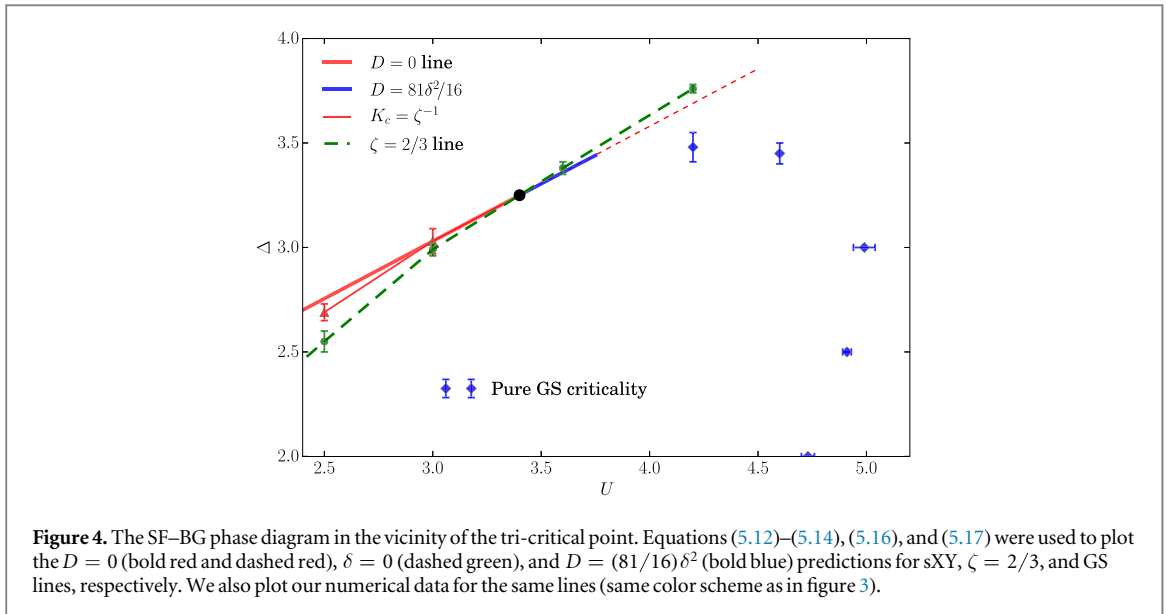 4.0
D = 0 line
D = 81δ²/16
K_c = ζ⁻¹
ζ = 2/3 line
3.5
Δ 3.0
2.5
Pure GS criticality
2.0
2.5 3.0 3.5 4.0 4.5 5.0
U
Figure 4. The SF–BG phase diagram in the vicinity of the tri-critical point. Equations (5.12)–(5.14), (5.16), and (5.17) were used to plot
the D = 0 (bold red and dashed red), δ = 0 (dashed green), and D = (81/16)δ² (bold blue) predictions for sXY, ζ = 2/3, and GS
lines, respectively. We also plot our numerical data for the same lines (same color scheme as in figure 3).